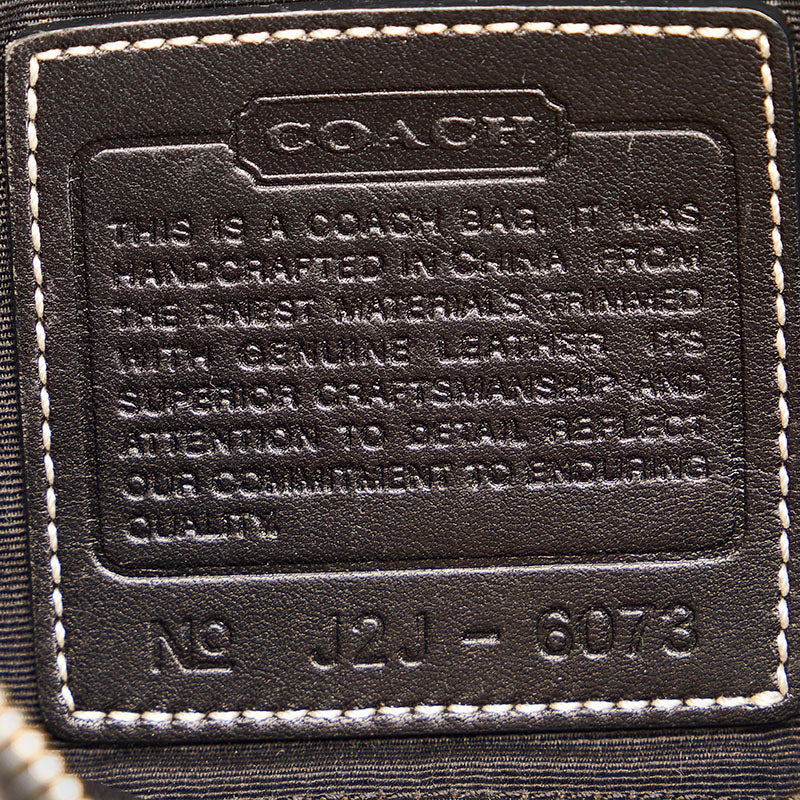 COACH
THIS IS A COACH BAG. IT WAS
HANDCRAFTED IN CHINA FROM
THE FINEST MATERIALS TRIMMED
WITH GENUINE LEATHER. ITS
SUPERIOR CRAFTSMANSHIP AND
ATTENTION TO DETAIL REFLECT
OUR COMMITMENT TO ENDURING
QUALITY.
No J2J - 6073